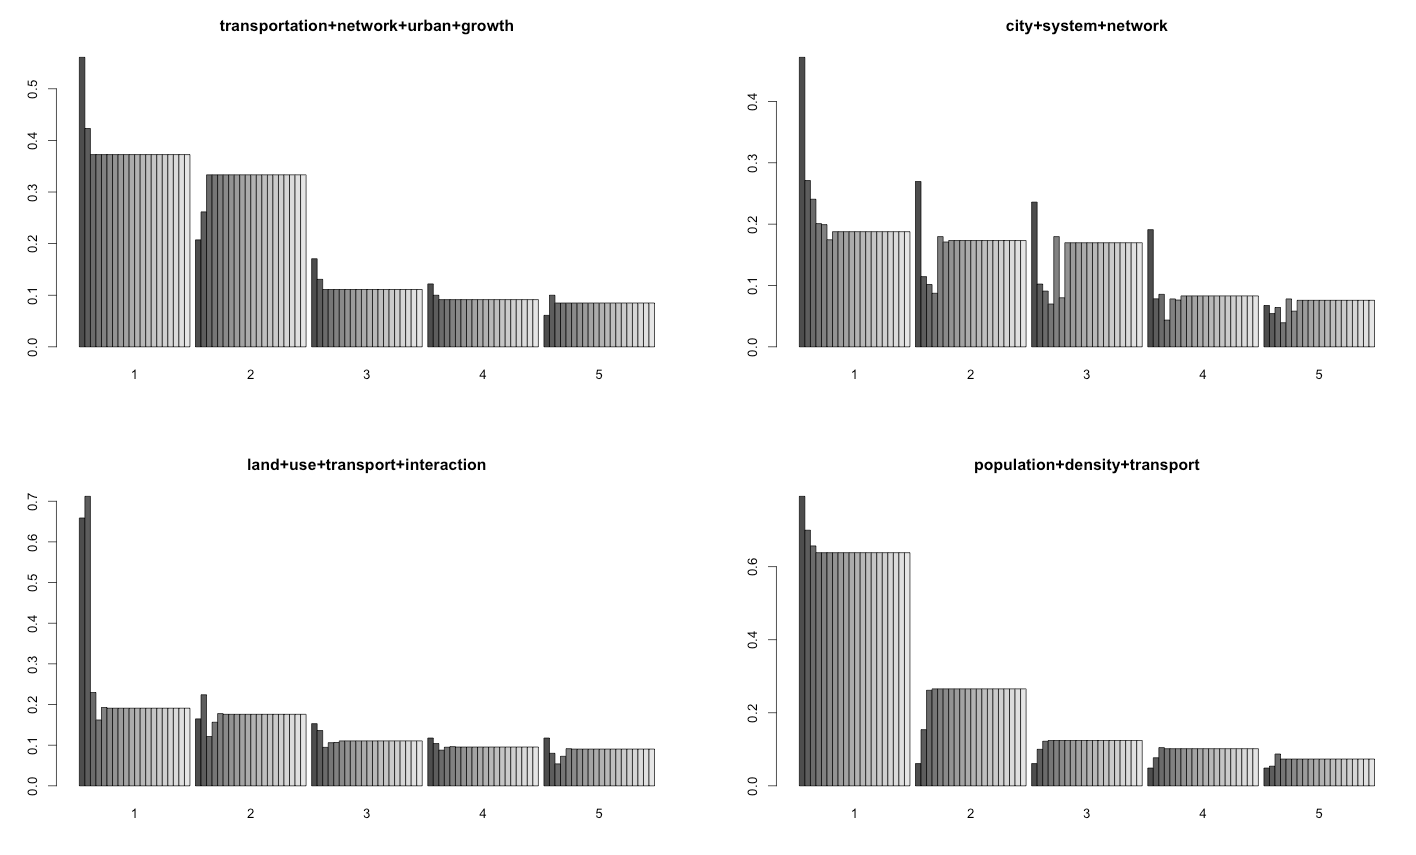 transportation+network+urban+growth
0.0 0.1 0.2 0.3 0.4 0.5
1 2 3 4 5
city+system+network
0.0 0.1 0.2 0.3 0.4
1 2 3 4 5
land+use+transport+interaction
0.0 0.1 0.2 0.3 0.4 0.5 0.6 0.7
1 2 3 4 5
population+density+transport
0.0 0.2 0.4 0.6
1 2 3 4 5